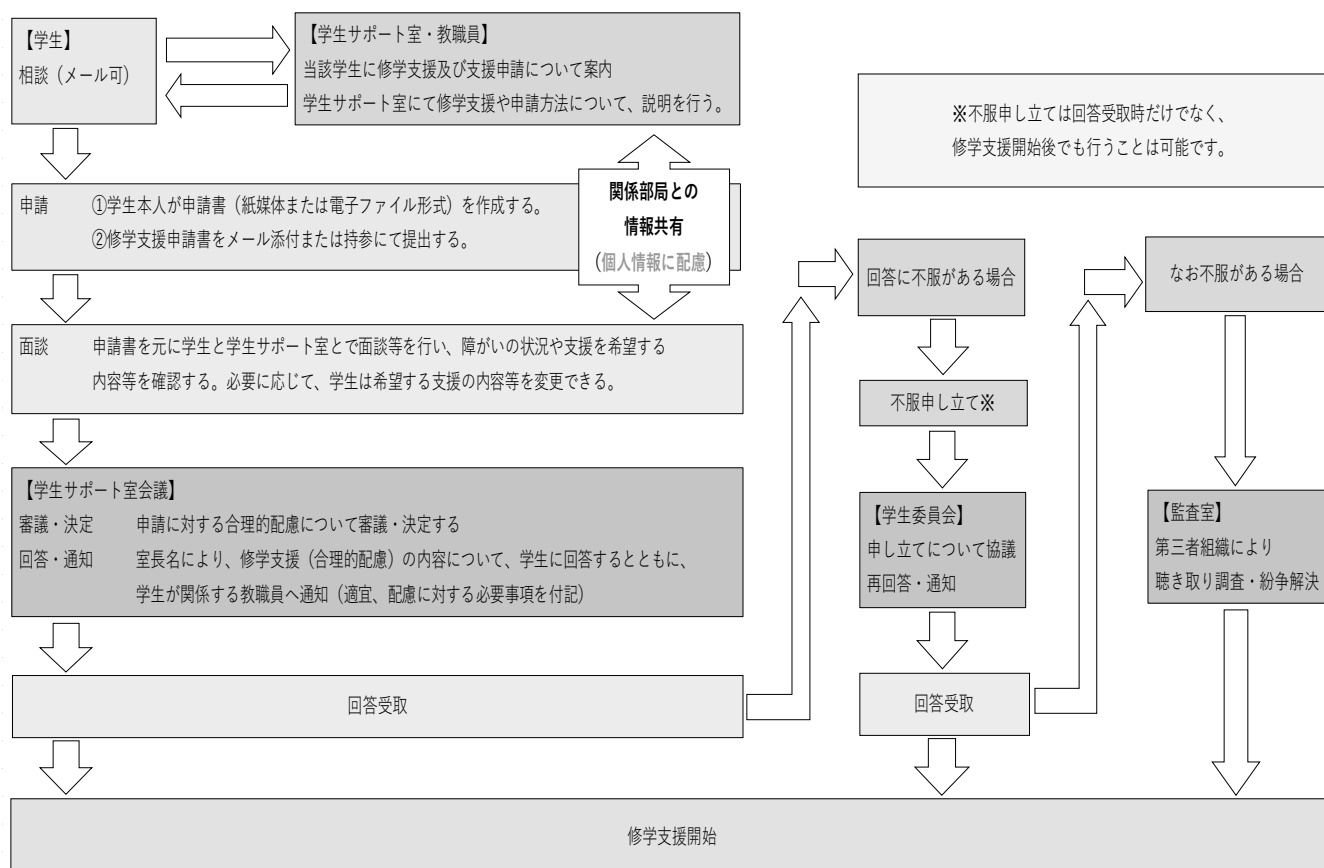 【学生】
相談（メール可）
【学生サポート室・教職員】
当該学生に修学支援及び支援申請について案内
学生サポート室にて修学支援や申請方法について、説明を行う。
※不服申し立ては回答受取時だけでなく、
修学支援開始後でも行うことは可能です。
関係部局との
情報共有
（個人情報に配慮）
申請 ①学生本人が申請書（紙媒体または電子ファイル形式）を作成する。
②修学支援申請書をメール添付または持参にて提出する。
面談 申請書を元に学生と学生サポート室とで面談等を行い、障がいの状況や支援を希望する
内容等を確認する。必要に応じて、学生は希望する支援の内容等を変更できる。
【学生サポート室会議】
審議・決定 申請に対する合理的配慮について審議・決定する
回答・通知 室長名により、修学支援（合理的配慮）の内容について、学生に回答するとともに、
学生が関係する教職員へ通知（適宜、配慮に対する必要事項を付記）
回答受取
回答に不服がある場合
不服申し立て※
【学生委員会】
申し立てについて協議
再回答・通知
回答受取
なお不服がある場合
【監査室】
第三者組織により
聴き取り調査・紛争解決
修学支援開始